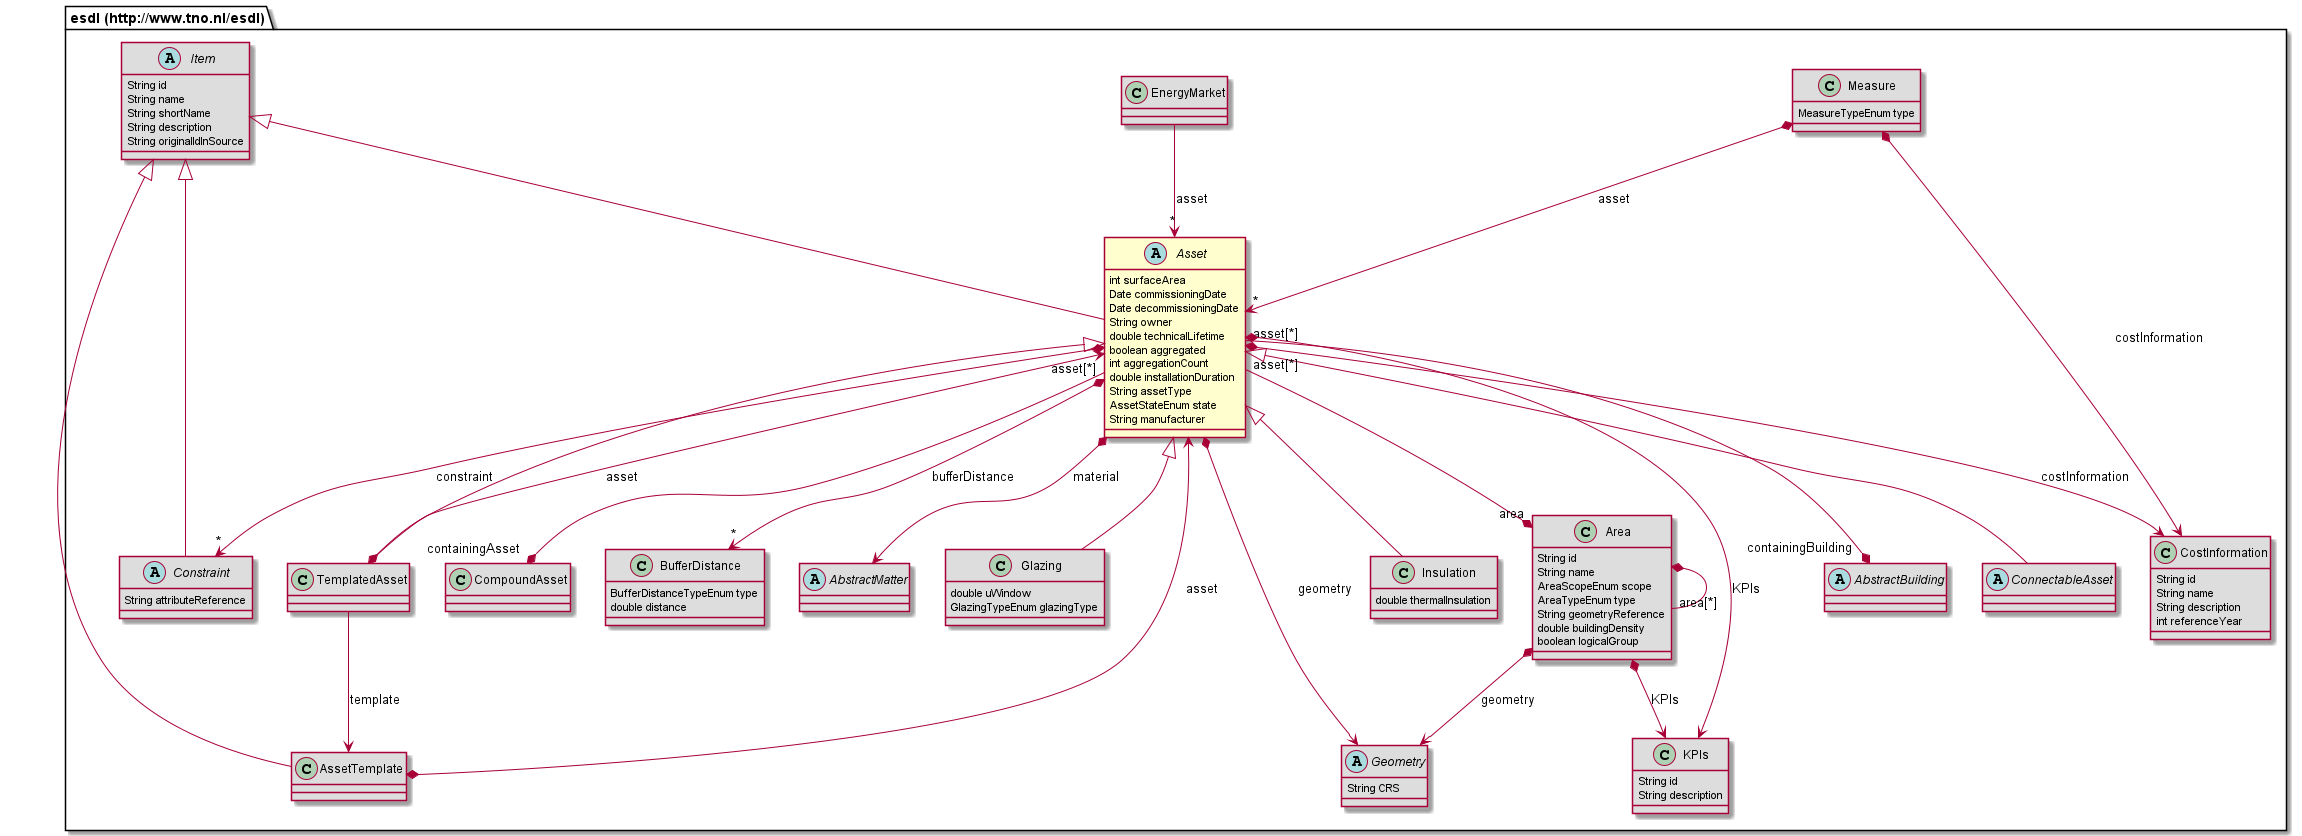 esdl (http://www.tno.nl/esdl)
A Item
String id
String name
String shortName
String description
String originalIdInSource
C EnergyMarket
C Measure
MeasureTypeEnum type
asset
*
asset
*
A Asset
int surfaceArea
Date commissioningDate
Date decommissioningDate
String owner
double technicalLifetime
boolean aggregated
int aggregationCount
double installationDuration
String assetType
AssetStateEnum state
String manufacturer
asset[*]
asset[*]
asset[*]
costInformation
constraint
*
asset
containingAsset
bufferDistance
*
material
geometry
area
area[*]
KPIs
containingBuilding
costInformation
A Constraint
String attributeReference
C TemplatedAsset
C CompoundAsset
C BufferDistance
BufferDistanceTypeEnum type
double distance
A AbstractMatter
C Glazing
double uWindow
GlazingTypeEnum glazingType
asset
C Insulation
double thermalInsulation
C Area
String id
String name
AreaScopeEnum scope
AreaTypeEnum type
String geometryReference
double buildingDensity
boolean logicalGroup
A AbstractBuilding
A ConnectableAsset
C CostInformation
String id
String name
String description
int referenceYear
template
geometry
KPIs
C AssetTemplate
A Geometry
String CRS
C KPIs
String id
String description